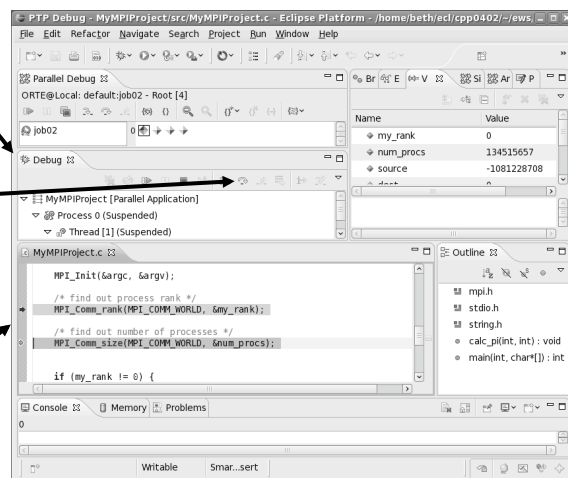 PTP Debug - MyMPIProject/src/MyMPIProject.c - Eclipse Platform - /home/beth/ecl/cpp0402/~/ews,
File Edit Refactor Navigate Search Project Run Window Help
Parallel Debug
ORTE@Local: default:job02 - Root [4]
job02
0
Br E V Si Ar P
Name Value
my_rank 0
num_procs 134515657
source -1081228708
Debug
MyMPIProject [Parallel Application]
Process 0 (Suspended)
Thread [1] (Suspended)
MyMPIProject.c
MPI_Init(&argc, &argv);
/* find out process rank */
MPI_Comm_rank(MPI_COMM_WORLD, &my_rank);
/* find out number of processes */
MPI_Comm_size(MPI_COMM_WORLD, &num_procs);
if (my_rank != 0) {
Outline
mpi.h
stdio.h
string.h
calc_pi(int, int) : void
main(int, char*[]) : int
Console Memory Problems
0
Writable Smar...sert